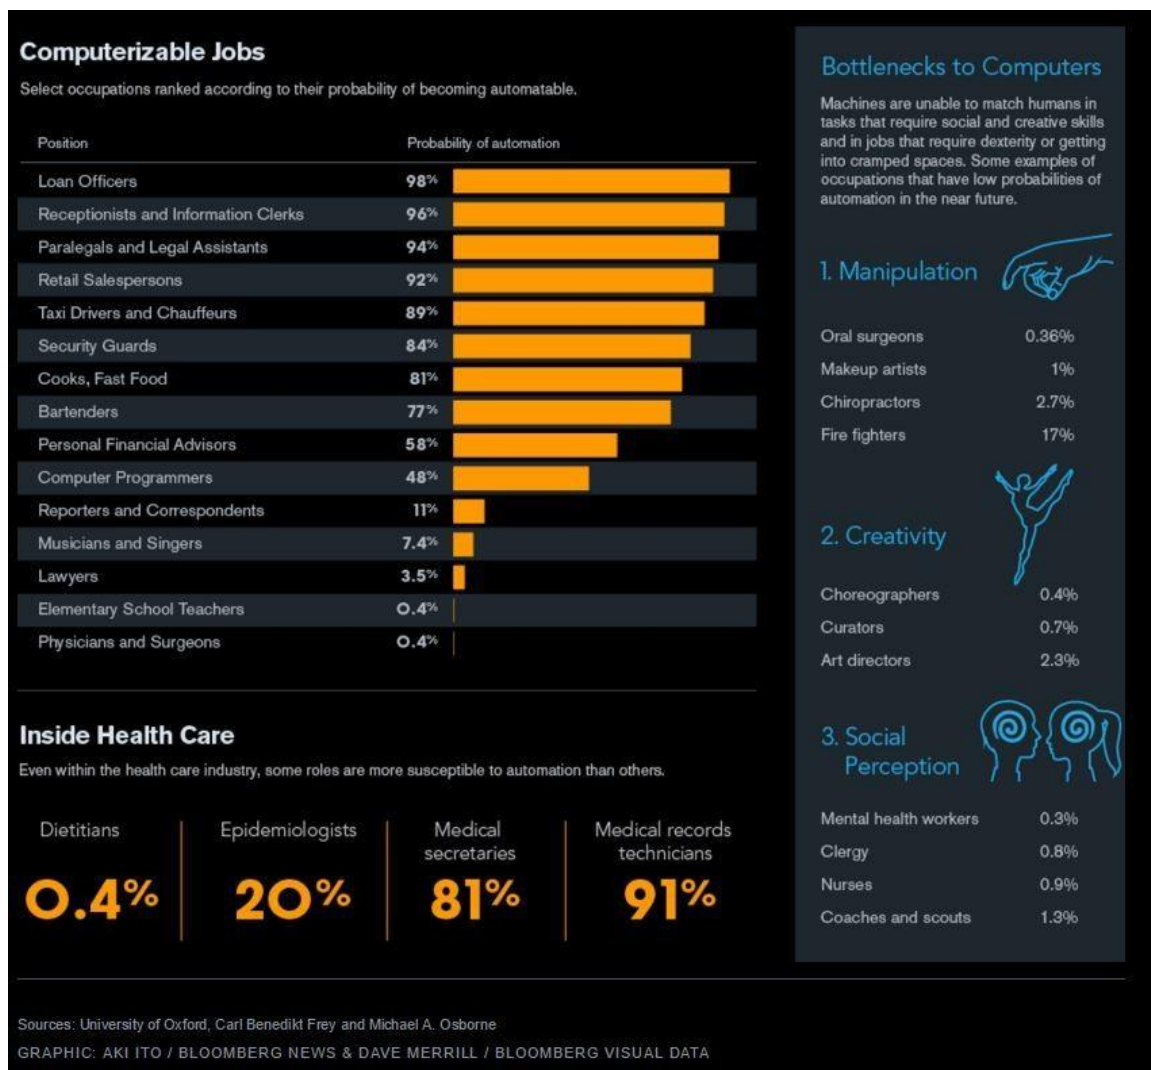 Computerizable Jobs
Select occupations ranked according to their probability of becoming automatable.
Position Probability of automation
Loan Officers 98%
Receptionists and Information Clerks 96%
Paralegals and Legal Assistants 94%
Retail Salespersons 92%
Taxi Drivers and Chauffeurs 89%
Security Guards 84%
Cooks, Fast Food 81%
Bartenders 77%
Personal Financial Advisors 58%
Computer Programmers 48%
Reporters and Correspondents 11%
Musicians and Singers 7.4%
Lawyers 3.5%
Elementary School Teachers 0.4%
Physicians and Surgeons 0.4%
Inside Health Care
Even within the health care industry, some roles are more susceptible to automation than others.
Dietitians
0.4%
Epidemiologists
20%
Medical
secretaries
81%
Medical records
technicians
91%
Bottlenecks to Computers
Machines are unable to match humans in
tasks that require social and creative skills
and in jobs that require dexterity or getting
into cramped spaces. Some examples of
occupations that have low probabilities of
automation in the near future.
1. Manipulation
Oral surgeons 0.36%
Makeup artists 1%
Chiropractors 2.7%
Fire fighters 17%
2. Creativity
Choreographers 0.4%
Curators 0.7%
Art directors 2.3%
3. Social
Perception
Mental health workers 0.3%
Clergy 0.8%
Nurses 0.9%
Coaches and scouts 1.3%
Sources: University of Oxford, Carl Benedikt Frey and Michael A. Osborne
GRAPHIC: AKI ITO / BLOOMBERG NEWS & DAVE MERRILL / BLOOMBERG VISUAL DATA